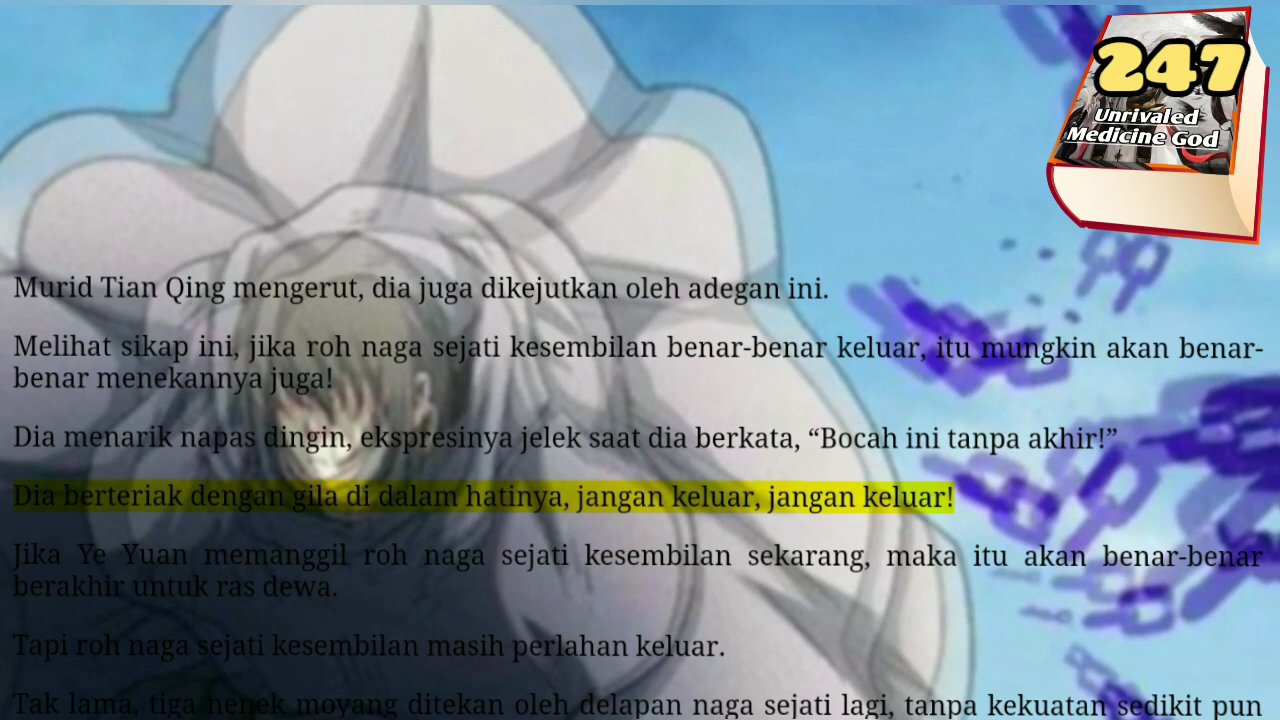 247
Unrivaled
Medicine God
Murid Tian Qing mengerut, dia juga dikejutkan oleh adegan ini.
Melihat sikap ini, jika roh naga sejati kesembilan benar-benar keluar, itu mungkin akan benar-
benar menekannya juga!
Dia menarik napas dingin, ekspresinya jelek saat dia berkata, “Bocah ini tanpa akhir!”
Dia berteriak dengan gila di dalam hatinya, jangan keluar, jangan keluar!
Jika Ye Yuan memanggil roh naga sejati kesembilan sekarang, maka itu akan benar-benar
berakhir untuk ras dewa.
Tapi roh naga sejati kesembilan masih perlahan keluar.
Tak lama, tiga nenek moyang ditekan oleh delapan naga sejati lagi, tanpa kekuatan sedikit pun